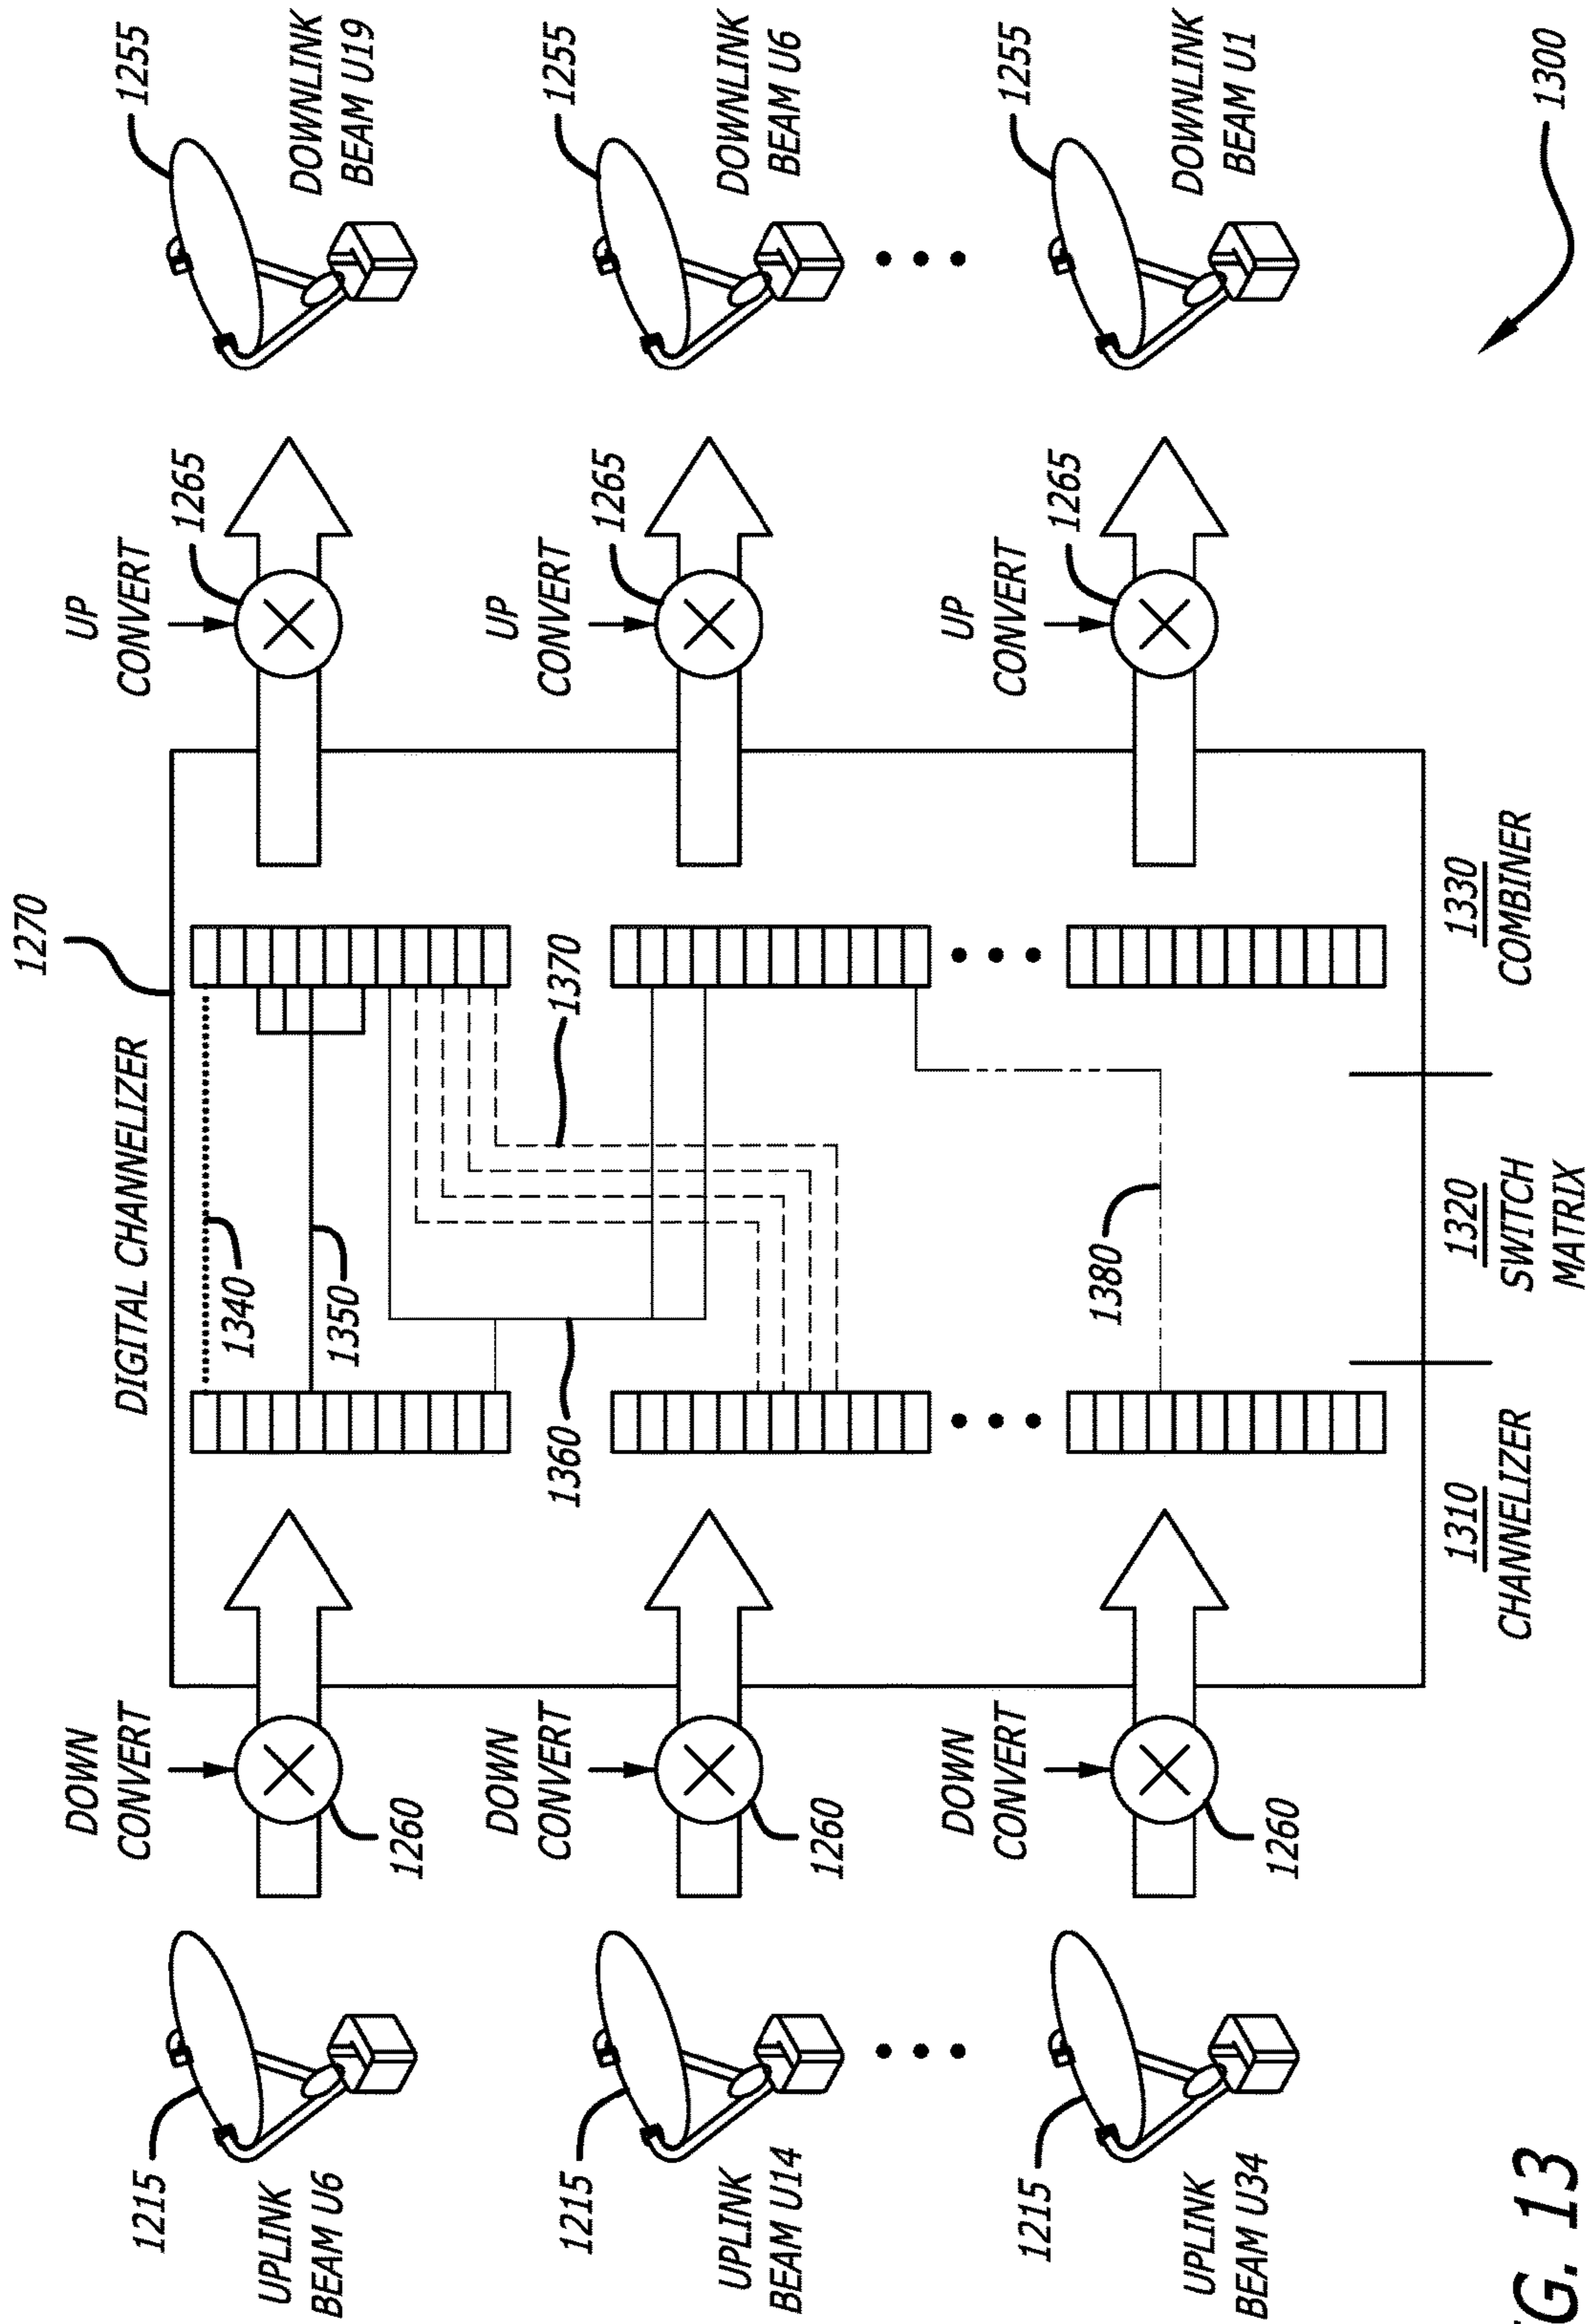 1270
DIGITAL CHANNELIZER
1215
UPLINK
BEAM U6
DOWN
CONVERT
1260
1340
1350
UP
CONVERT
1265
1255
DOWNLINK
BEAM U19
1215
UPLINK
BEAM U14
DOWN
CONVERT
1260
1360
1370
UP
CONVERT
1265
1255
DOWNLINK
BEAM U6
1215
UPLINK
BEAM U34
DOWN
CONVERT
1260
1380
UP
CONVERT
1265
1255
DOWNLINK
BEAM U1
1310
CHANNELIZER
1320
SWITCH
MATRIX
1330
COMBINER
1300
G. 13